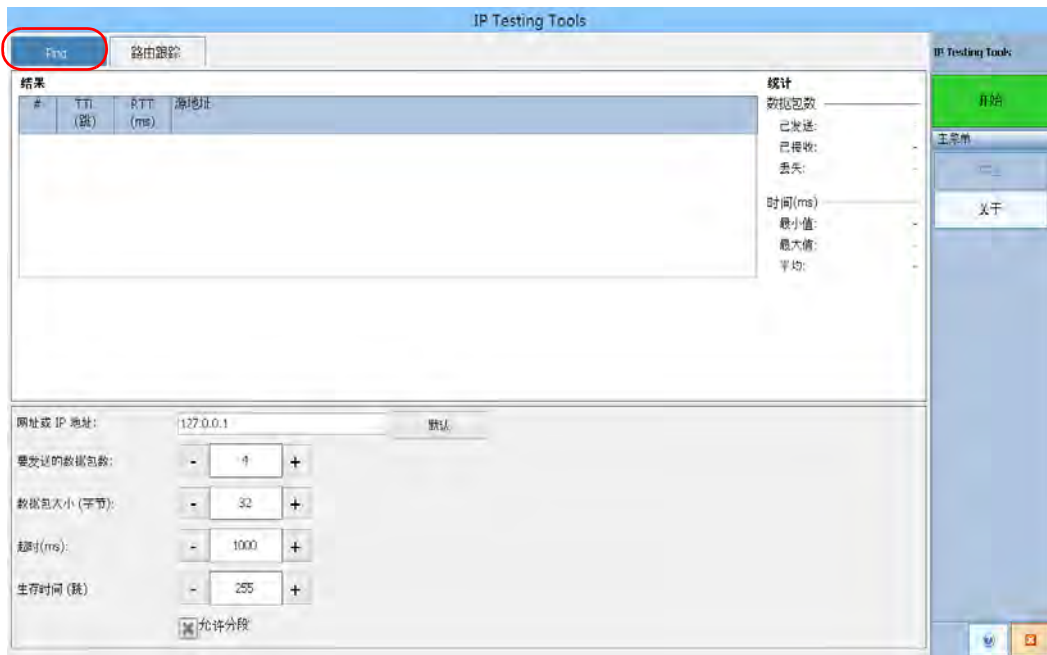 IP Testing Tools
Ping
路由跟踪
IP Testing Tools
结果
# TTL (跳) RTT (ms) 源地址
统计
数据包数
已发送:
已接收: -
丢失: -
时间(ms)
最小值: -
最大值: -
平均: -
开始
主菜单
关于
网址或 IP 地址: 127.0.0.1 默认
要发送的数据包数: - 4 +
数据包大小 (字节): - 32 +
超时(ms): - 1000 +
生存时间 (跳) - 255 +
允许分段